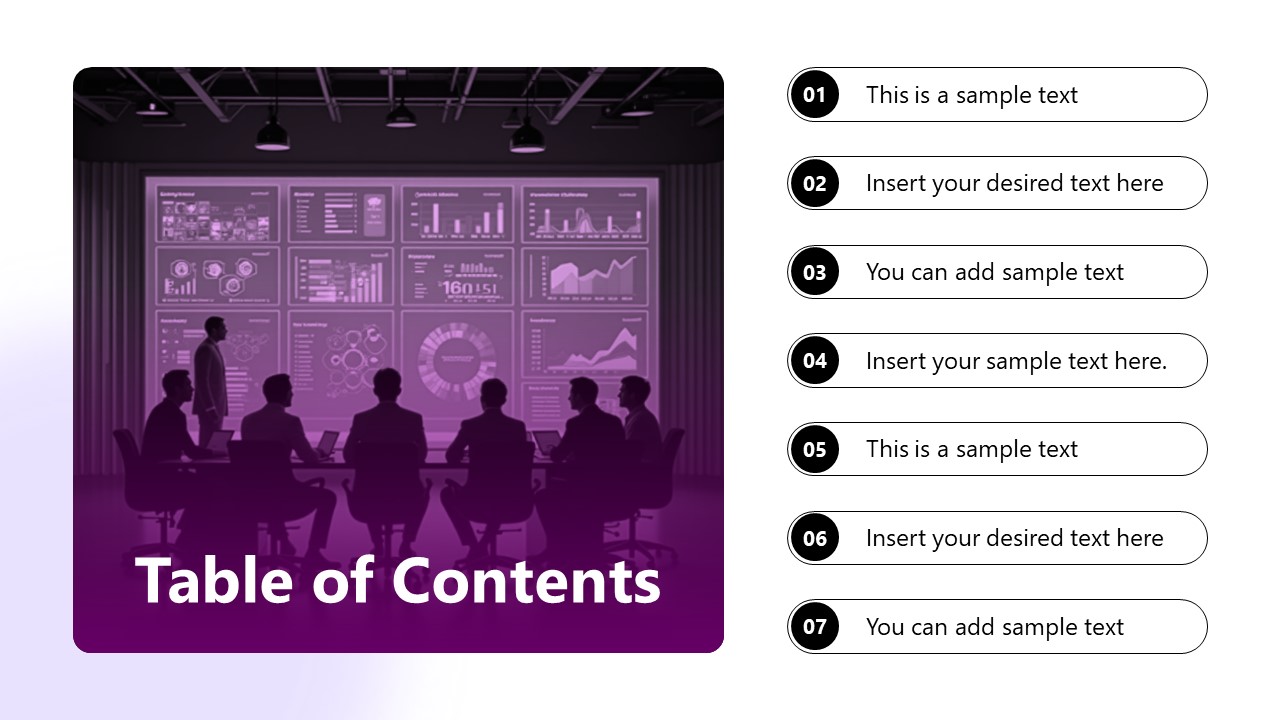 Table of Contents
01 This is a sample text
02 Insert your desired text here
03 You can add sample text
04 Insert your sample text here.
05 This is a sample text
06 Insert your desired text here
07 You can add sample text